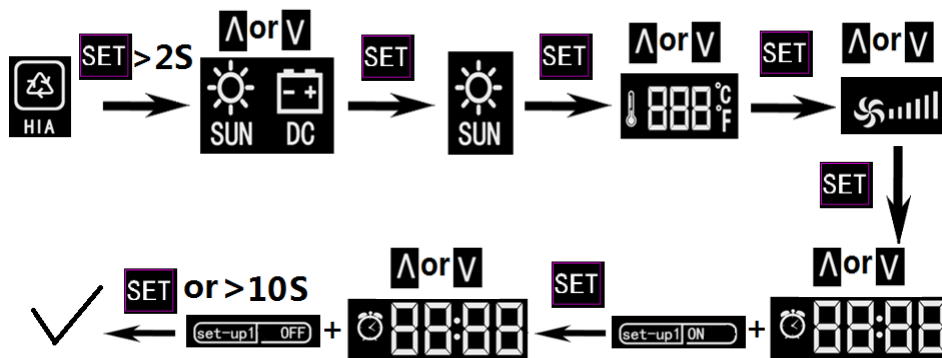 Λ or V
Λ or V
Λ or V
SET >2S
SET
SET
SET
HIA
SUN
DC
SUN
888 °C °F
SET
Λ or V
Λ or V
SET or >10S
SET
set-up1 OFF + 88:88
set-up1 ON + 88:88